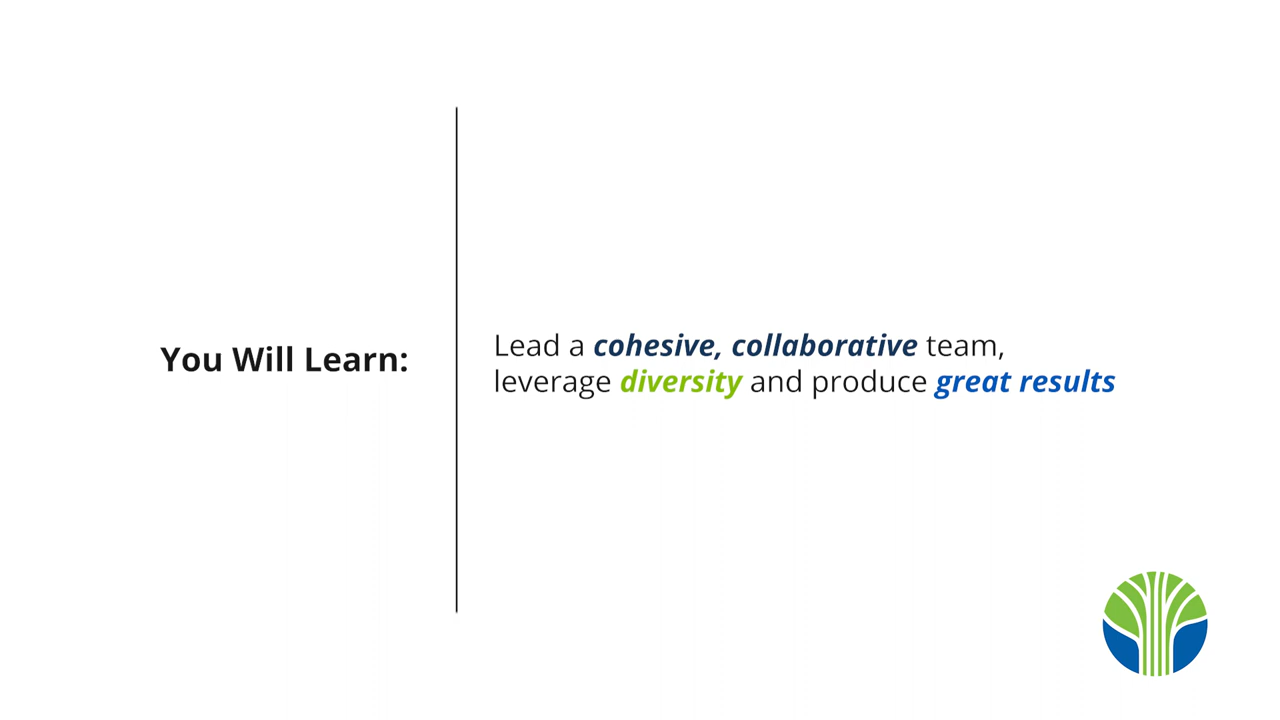 You Will Learn:
Lead a cohesive, collaborative team,
leverage diversity and produce great results